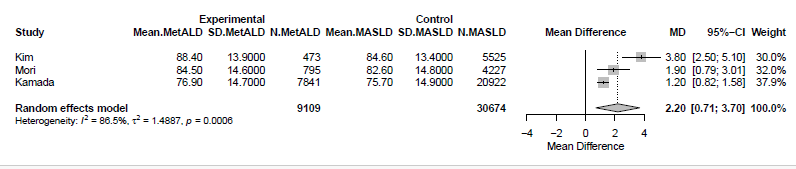 Experimental Control
Study Mean.MetALD SD.MetALD N.MetALD Mean.MASLD SD.MASLD N.MASLD Mean Difference MD 95%-CI Weight
Kim 88.40 13.9000 473 84.60 13.4000 5525 3.80 [2.50; 5.10] 30.0%
Mori 84.50 14.6000 795 82.60 14.8000 4227 1.90 [0.79; 3.01] 32.0%
Kamada 76.90 14.7000 7841 75.70 14.9000 20922 1.20 [0.82; 1.58] 37.9%
Random effects model 9109 30674 2.20 [0.71; 3.70] 100.0%
Heterogeneity: I² = 86.5%, τ² = 1.4887, p = 0.0006
−4 −2 0 2 4
Mean Difference